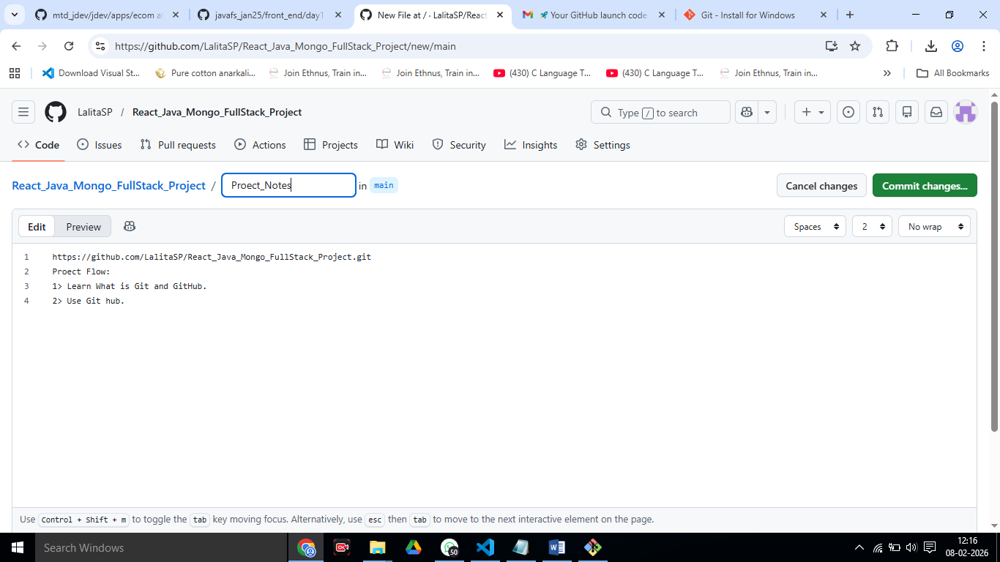 mtd_jdev/jdev/apps/ecom a
javafs_jan25/front_end/day1
New File at / · LalitaSP/React
🚀 Your GitHub launch code
Git - Install for Windows
https://github.com/LalitaSP/React_Java_Mongo_FullStack_Project/new/main
Download Visual St...
Pure cotton anarkali...
Join Ethnus, Train in...
Join Ethnus, Train in...
(430) C Language T...
(430) C Language T...
Join Ethnus, Train in...
All Bookmarks
LalitaSP / React_Java_Mongo_FullStack_Project
Type / to search
Code
Issues
Pull requests
Actions
Projects
Wiki
Security
Insights
Settings
React_Java_Mongo_FullStack_Project / Proect_Notes in main
Cancel changes
Commit changes...
Edit
Preview
Spaces
2
No wrap
1 https://github.com/LalitaSP/React_Java_Mongo_FullStack_Project.git
2 Proect Flow:
3 1> Learn What is Git and GitHub.
4 2> Use Git hub.
Use Control + Shift + m to toggle the tab key moving focus. Alternatively, use esc then tab to move to the next interactive element on the page.
Search Windows
50
12:16
08-02-2026